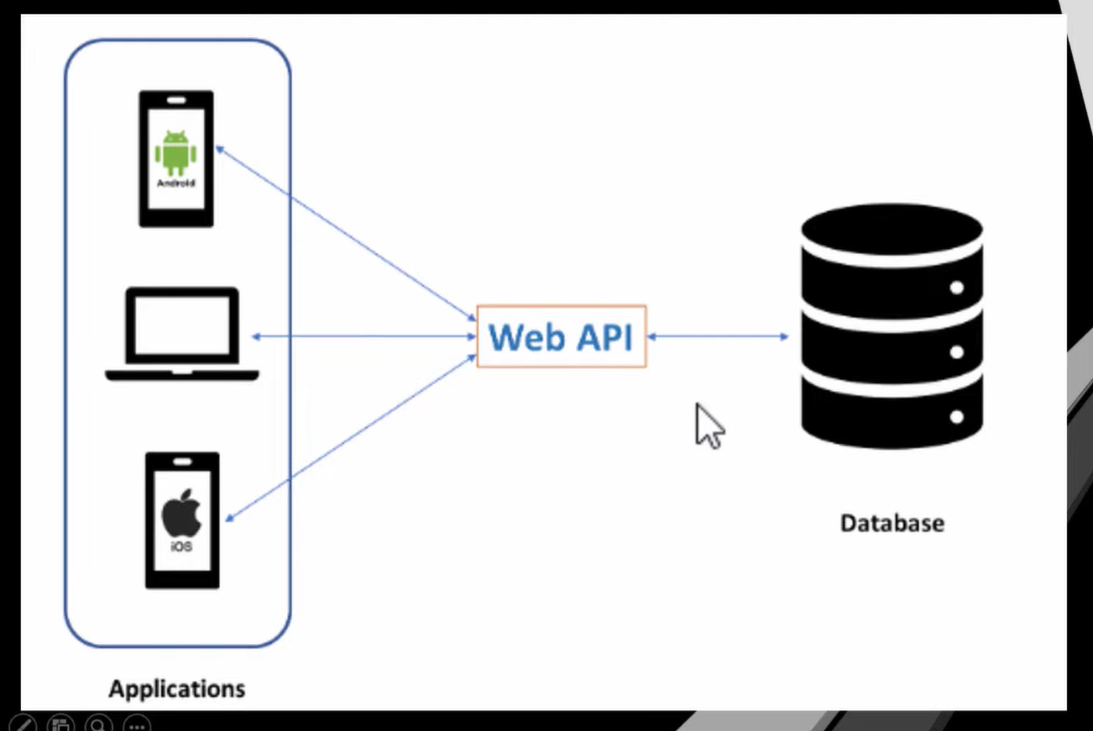 Android
Web API
iOS
Database
Applications